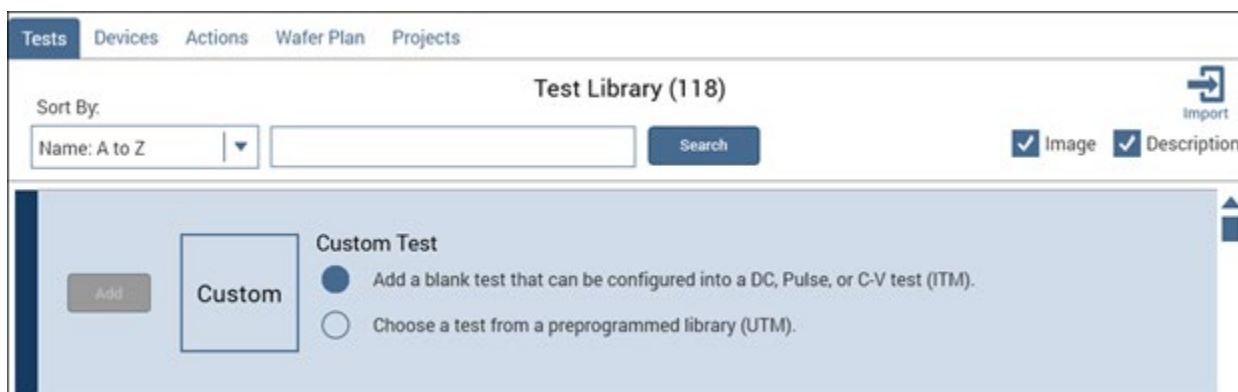 Tests Devices Actions Wafer Plan Projects
Test Library (118)
Import
Sort By:
Name: A to Z
Search
Image
Description
Custom Test
Add
Custom
Add a blank test that can be configured into a DC, Pulse, or C-V test (ITM).
Choose a test from a preprogrammed library (UTM).